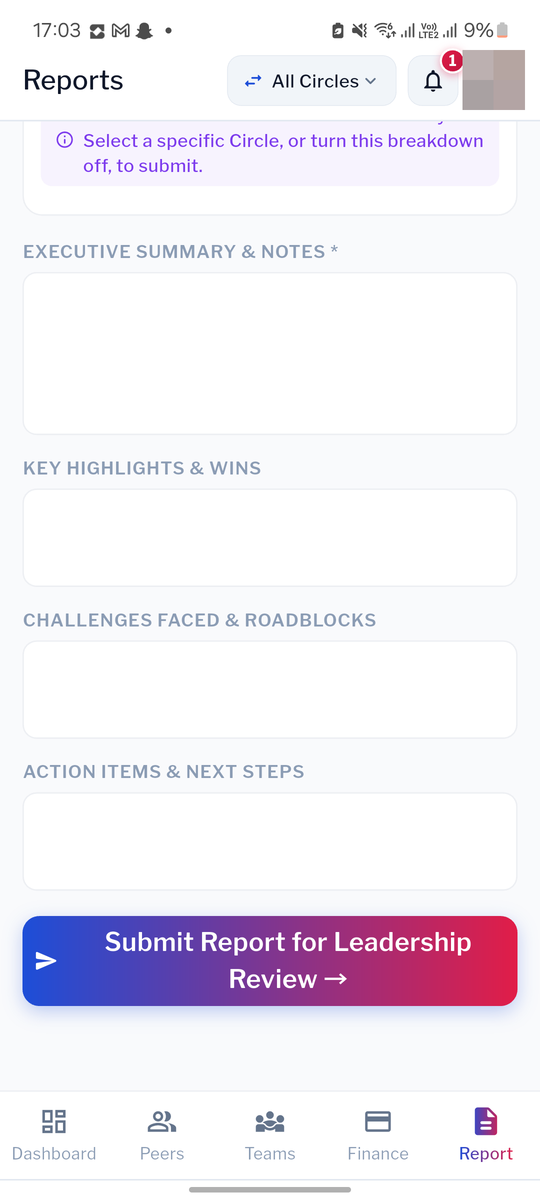 17:03
Vo))
LTE2
9%
Reports
All Circles
1
Select a specific Circle, or turn this breakdown
off, to submit.
EXECUTIVE SUMMARY & NOTES *
KEY HIGHLIGHTS & WINS
CHALLENGES FACED & ROADBLOCKS
ACTION ITEMS & NEXT STEPS
Submit Report for Leadership
Review →
Dashboard
Peers
Teams
Finance
Report